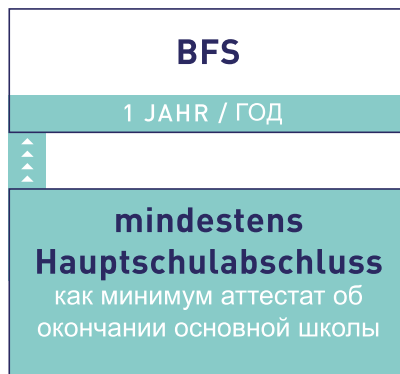 BFS
1 JAHR / ГОД
mindestens
Hauptschulabschluss
как минимум аттестат об
окончании основной школы